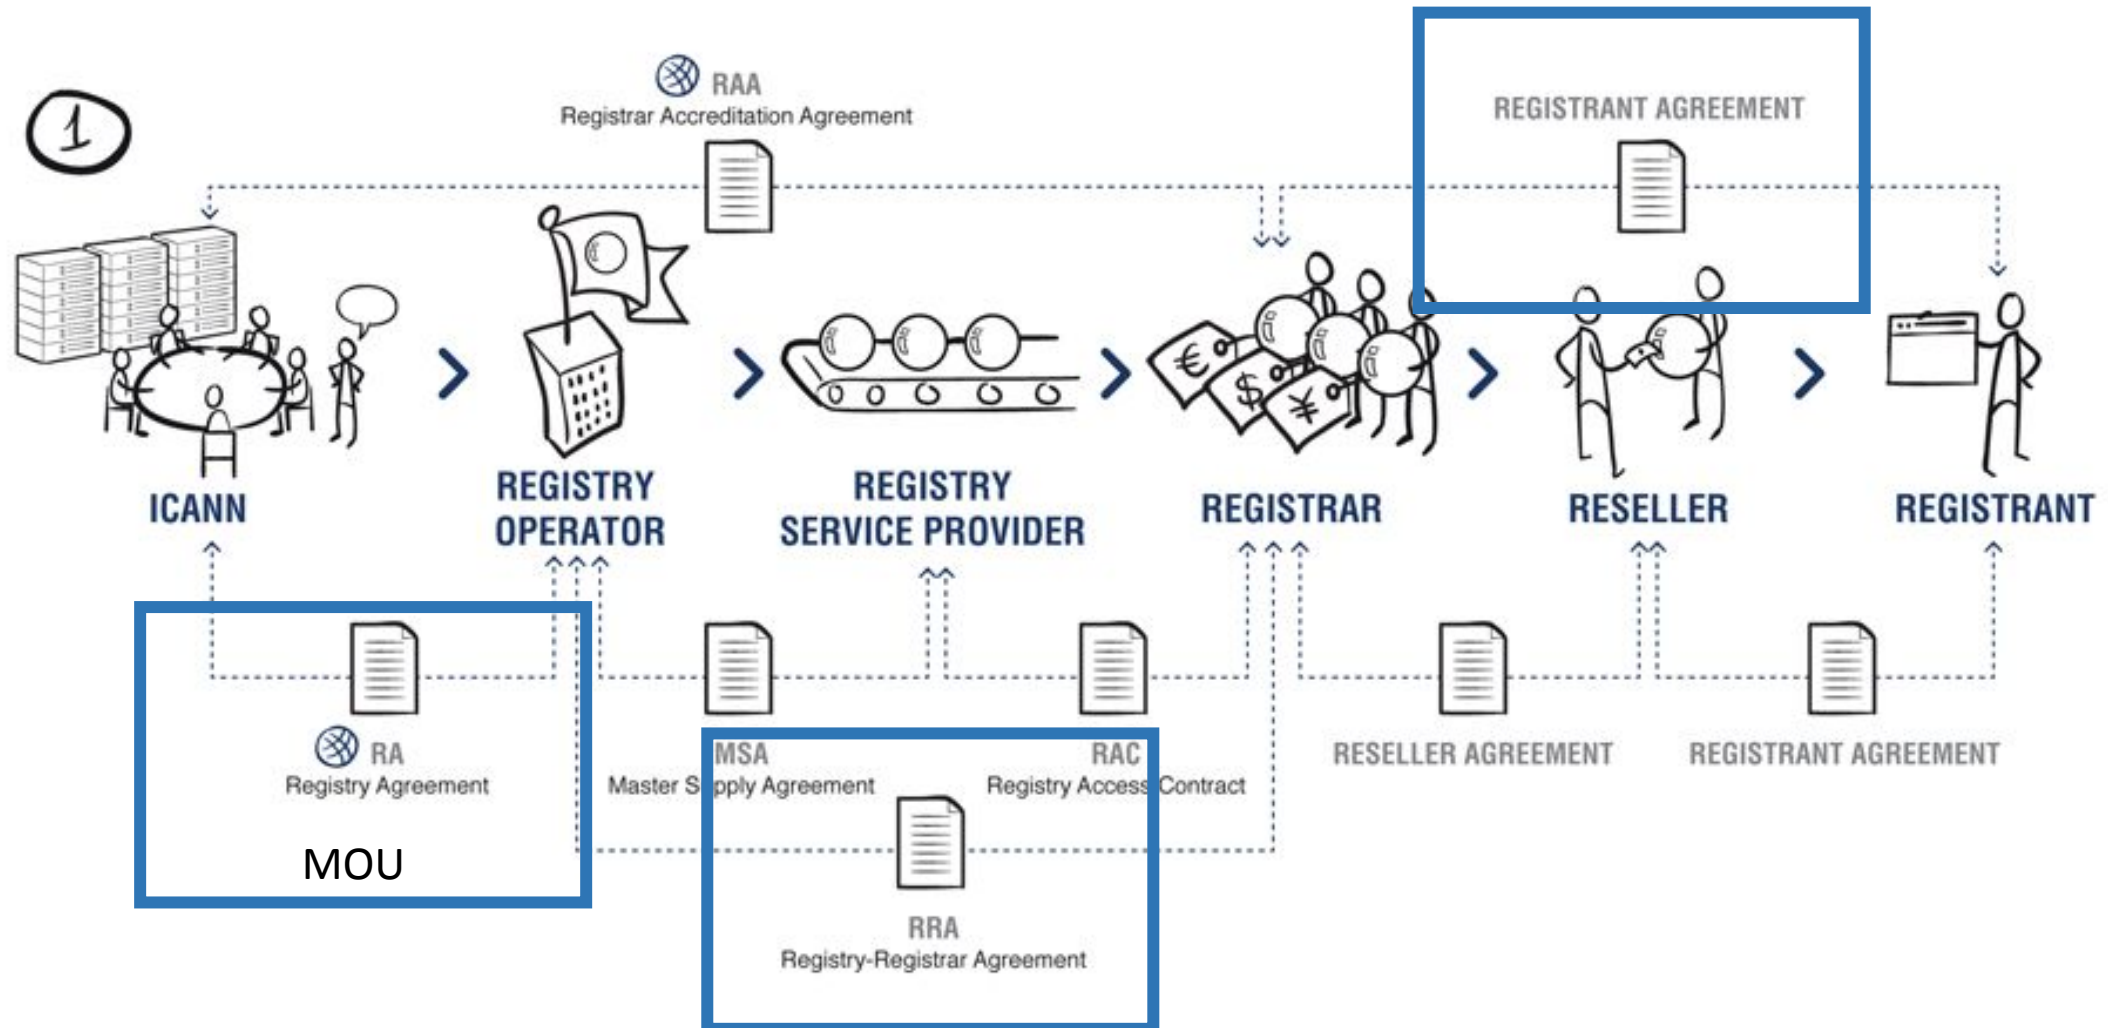 1
RAA
Registrar Accreditation Agreement
REGISTRANT AGREEMENT
€
$
¥
ICANN
REGISTRY
OPERATOR
REGISTRY
SERVICE PROVIDER
REGISTRAR
RESELLER
REGISTRANT
RA
Registry Agreement
MOU
MSA
Master Supply Agreement
RAC
Registry Access Contract
RESELLER AGREEMENT
REGISTRANT AGREEMENT
RRA
Registry-Registrar Agreement